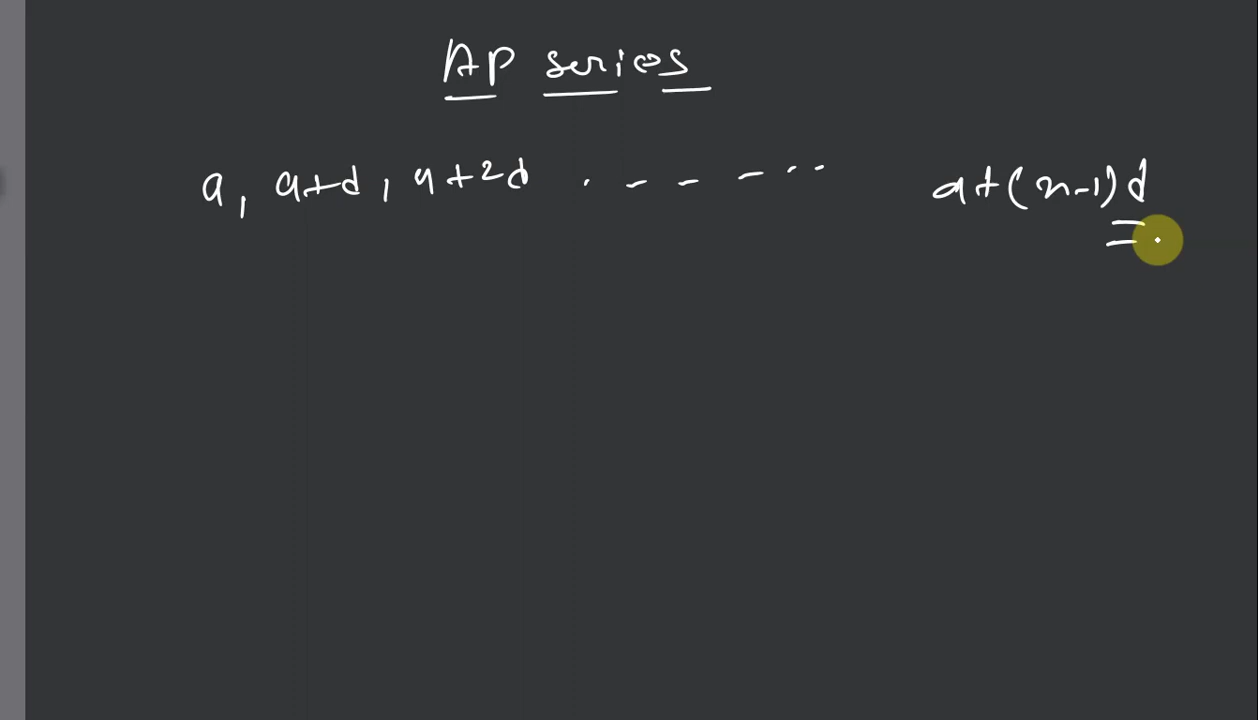 AP series
a, a+d, a+2d . - - - .. a+(n-1)d
=.